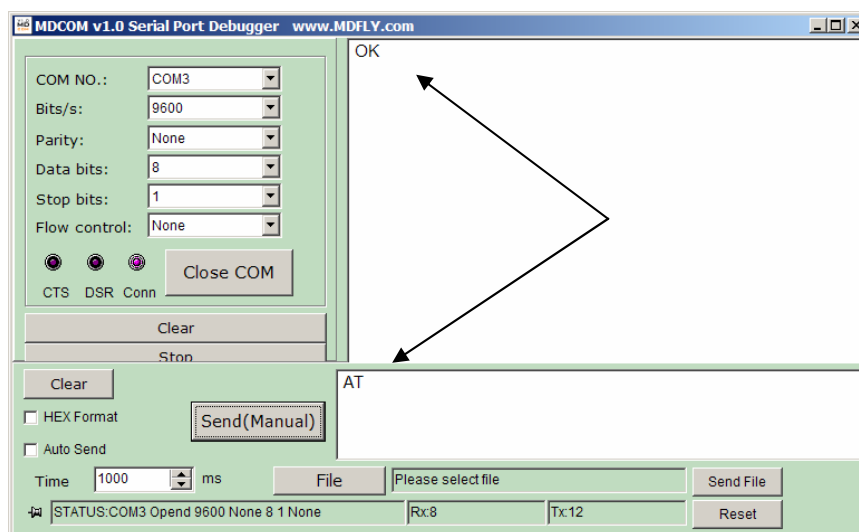 MD MDCOM v1.0 Serial Port Debugger www.MDFLY.com
COM NO.: COM3
Bits/s: 9600
Parity: None
Data bits: 8
Stop bits: 1
Flow control: None
CTS DSR Conn
Close COM
Clear
Stop
OK
Clear
HEX Format
Auto Send
Send(Manual)
AT
Time 1000 ms
File
Please select file
Send File
STATUS:COM3 Opend 9600 None 8 1 None
Rx:8
Tx:12
Reset